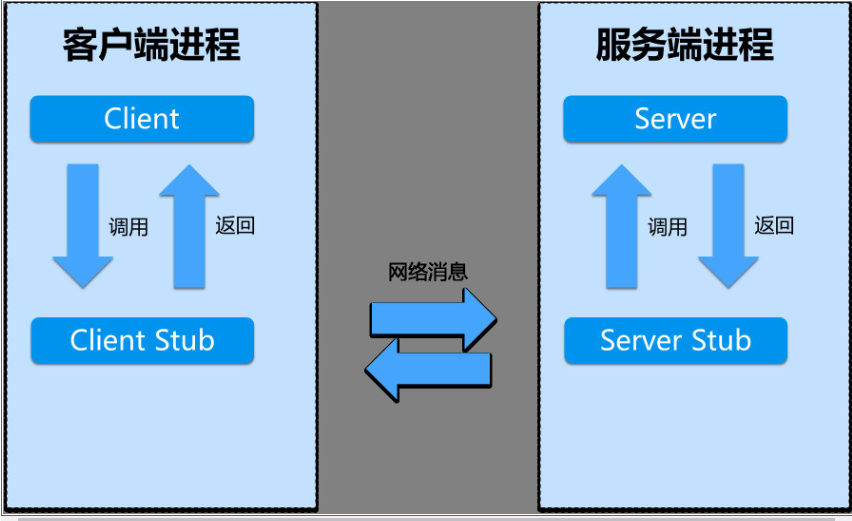 客户端进程
Client
调用
返回
Client Stub
网络消息
服务端进程
Server
调用
返回
Server Stub